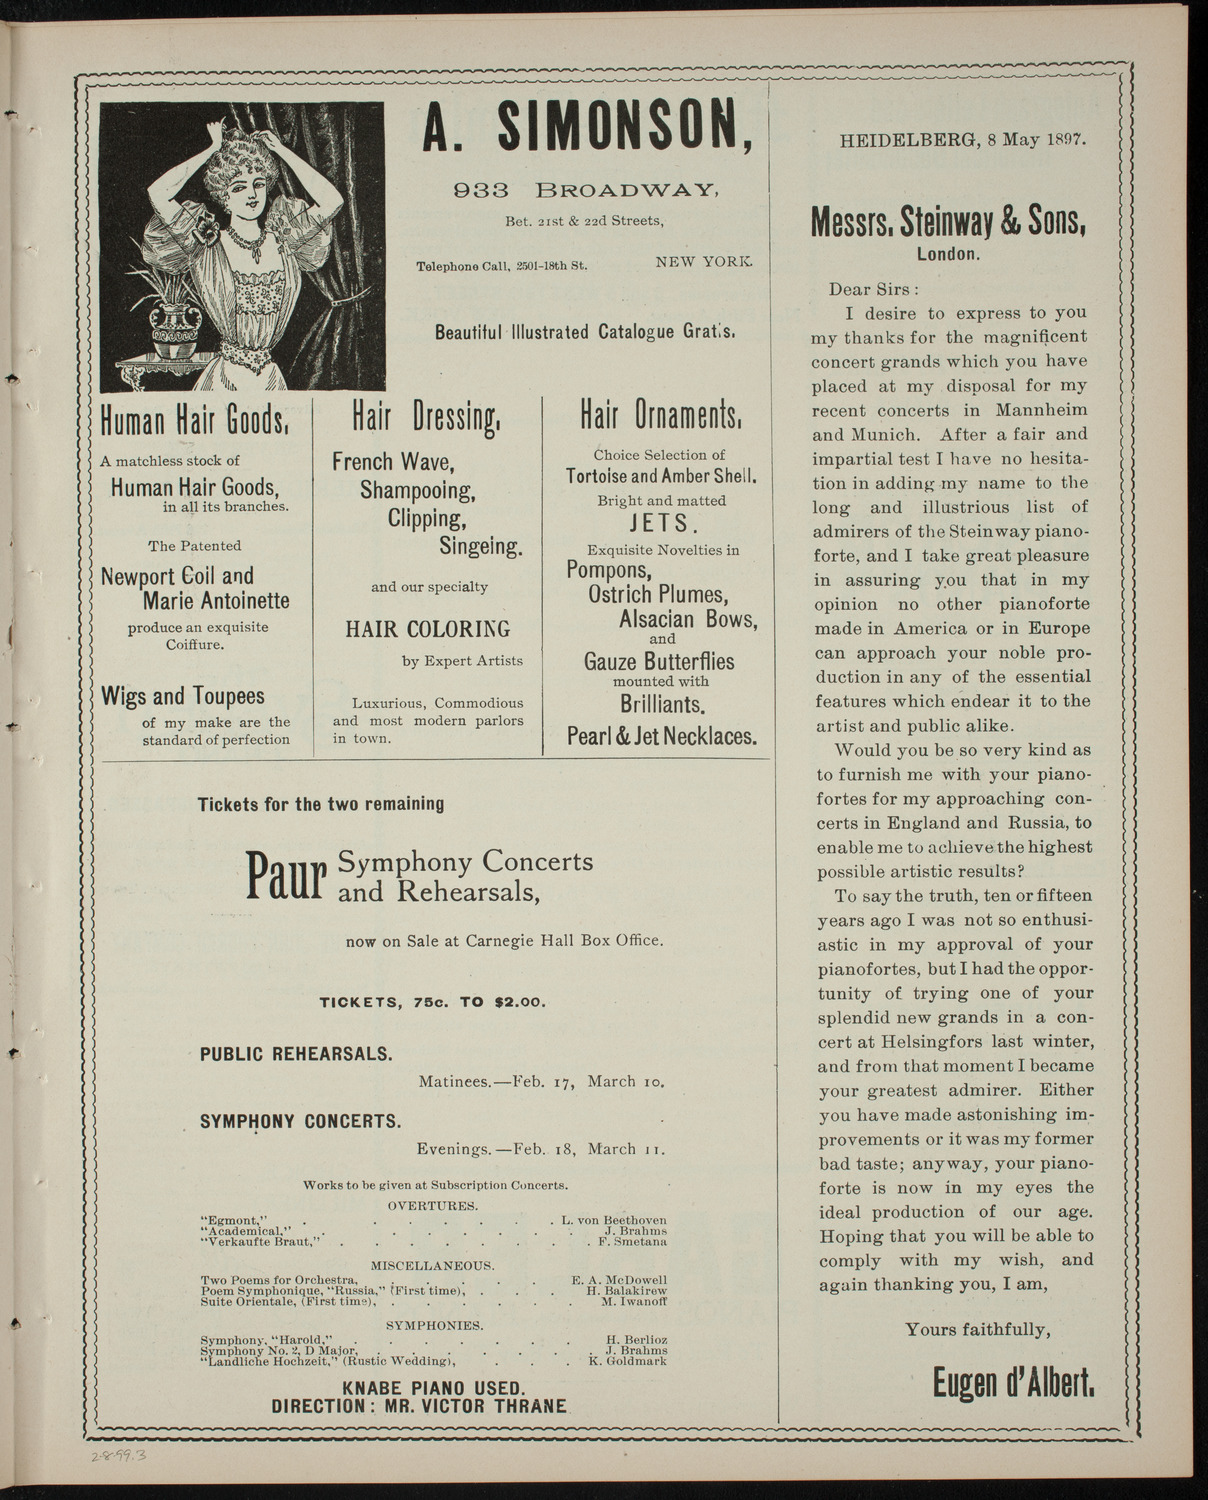 A. SIMONSON,
933 BROADWAY,
Bet. 21st & 22d Streets,
Telephone Call, 2501-18th St. NEW YORK.
Beautiful Illustrated Catalogue Gratis.
Human Hair Goods,
A matchless stock of
Human Hair Goods,
in all its branches.
The Patented
Newport Coil and
Marie Antoinette
produce an exquisite
Coiffure.
Wigs and Toupees
of my make are the
standard of perfection
Hair Dressing,
French Wave,
Shampooing,
Clipping,
Singeing.
and our specialty
HAIR COLORING
by Expert Artists
Luxurious, Commodious
and most modern parlors
in town.
Hair Ornaments,
Choice Selection of
Tortoise and Amber Shell.
Bright and matted
JETS.
Exquisite Novelties in
Pompons,
Ostrich Plumes,
Alsacian Bows,
and
Gauze Butterflies
mounted with
Brilliants.
Pearl & Jet Necklaces.
Tickets for the two remaining
Paur Symphony Concerts
and Rehearsals,
now on Sale at Carnegie Hall Box Office.
TICKETS, 75c. TO $2.00.
PUBLIC REHEARSALS.
Matinees.—Feb. 17, March 10.
SYMPHONY CONCERTS.
Evenings.—Feb. 18, March 11.
Works to be given at Subscription Concerts.
OVERTURES.
"Egmont," . . . . . . L. von Beethoven
"Academical," . . . . . . J. Brahms
"Verkaufte Braut," . . . . . . F. Smetana
MISCELLANEOUS.
Two Poems for Orchestra, . . . . . E. A. McDowell
Poem Symphonique, "Russia," (First time), . . . H. Balakirew
Suite Orientale, (First time), . . . . . M. Iwanoff
SYMPHONIES.
Symphony, "Harold," . . . . . . H. Berlioz
Symphony No. 2, D Major, . . . . . . J. Brahms
"Landliche Hochzeit," (Rustic Wedding), . . . K. Goldmark
KNABE PIANO USED.
DIRECTION: MR. VICTOR THRANE
HEIDELBERG, 8 May 1897.
Messrs. Steinway & Sons,
London.
Dear Sirs:
I desire to express to you
my thanks for the magnificent
concert grands which you have
placed at my disposal for my
recent concerts in Mannheim
and Munich. After a fair and
impartial test I have no hesita-
tion in adding my name to the
long and illustrious list of
admirers of the Steinway piano-
forte, and I take great pleasure
in assuring you that in my
opinion no other pianoforte
made in America or in Europe
can approach your noble pro-
duction in any of the essential
features which endear it to the
artist and public alike.
Would you be so very kind as
to furnish me with your piano-
fortes for my approaching con-
certs in England and Russia, to
enable me to achieve the highest
possible artistic results?
To say the truth, ten or fifteen
years ago I was not so enthusi-
astic in my approval of your
pianofortes, but I had the oppor-
tunity of trying one of your
splendid new grands in a con-
cert at Helsingfors last winter,
and from that moment I became
your greatest admirer. Either
you have made astonishing im-
provements or it was my former
bad taste; anyway, your piano-
forte is now in my eyes the
ideal production of our age.
Hoping that you will be able to
comply with my wish, and
again thanking you, I am,
Yours faithfully,
Eugen d'Albert.
2-8-99.3